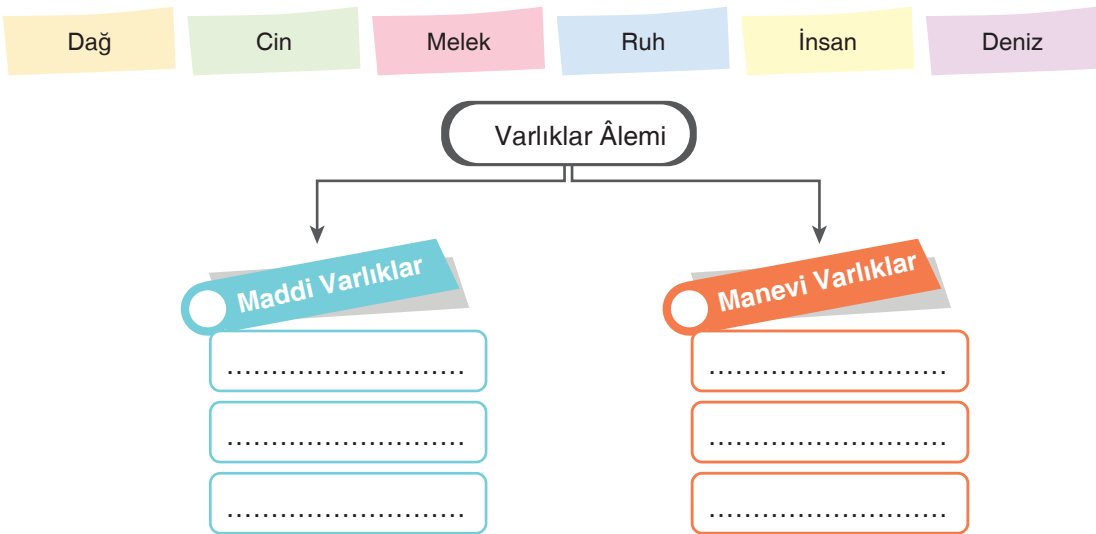 Dağ Cin Melek Ruh İnsan Deniz
Varlıklar Âlemi
Maddi Varlıklar Manevi Varlıklar
........................... ...........................
........................... ...........................
........................... ...........................